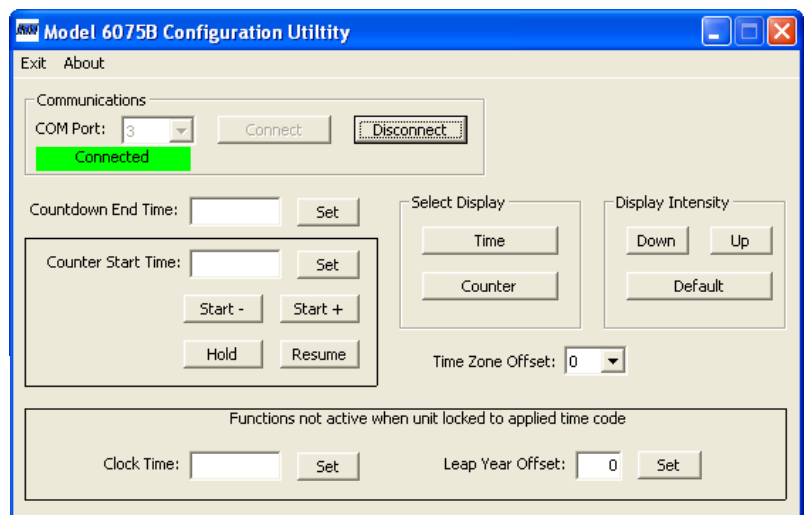 Model 6075B Configuration Utiltity
Exit About
Communications
COM Port: 3 Connect Disconnect
Connected
Countdown End Time: Set
Select Display
Display Intensity
Time
Down Up
Counter Start Time: Set
Counter
Default
Start - Start +
Hold Resume
Time Zone Offset: 0
Functions not active when unit locked to applied time code
Clock Time: Set
Leap Year Offset: 0 Set